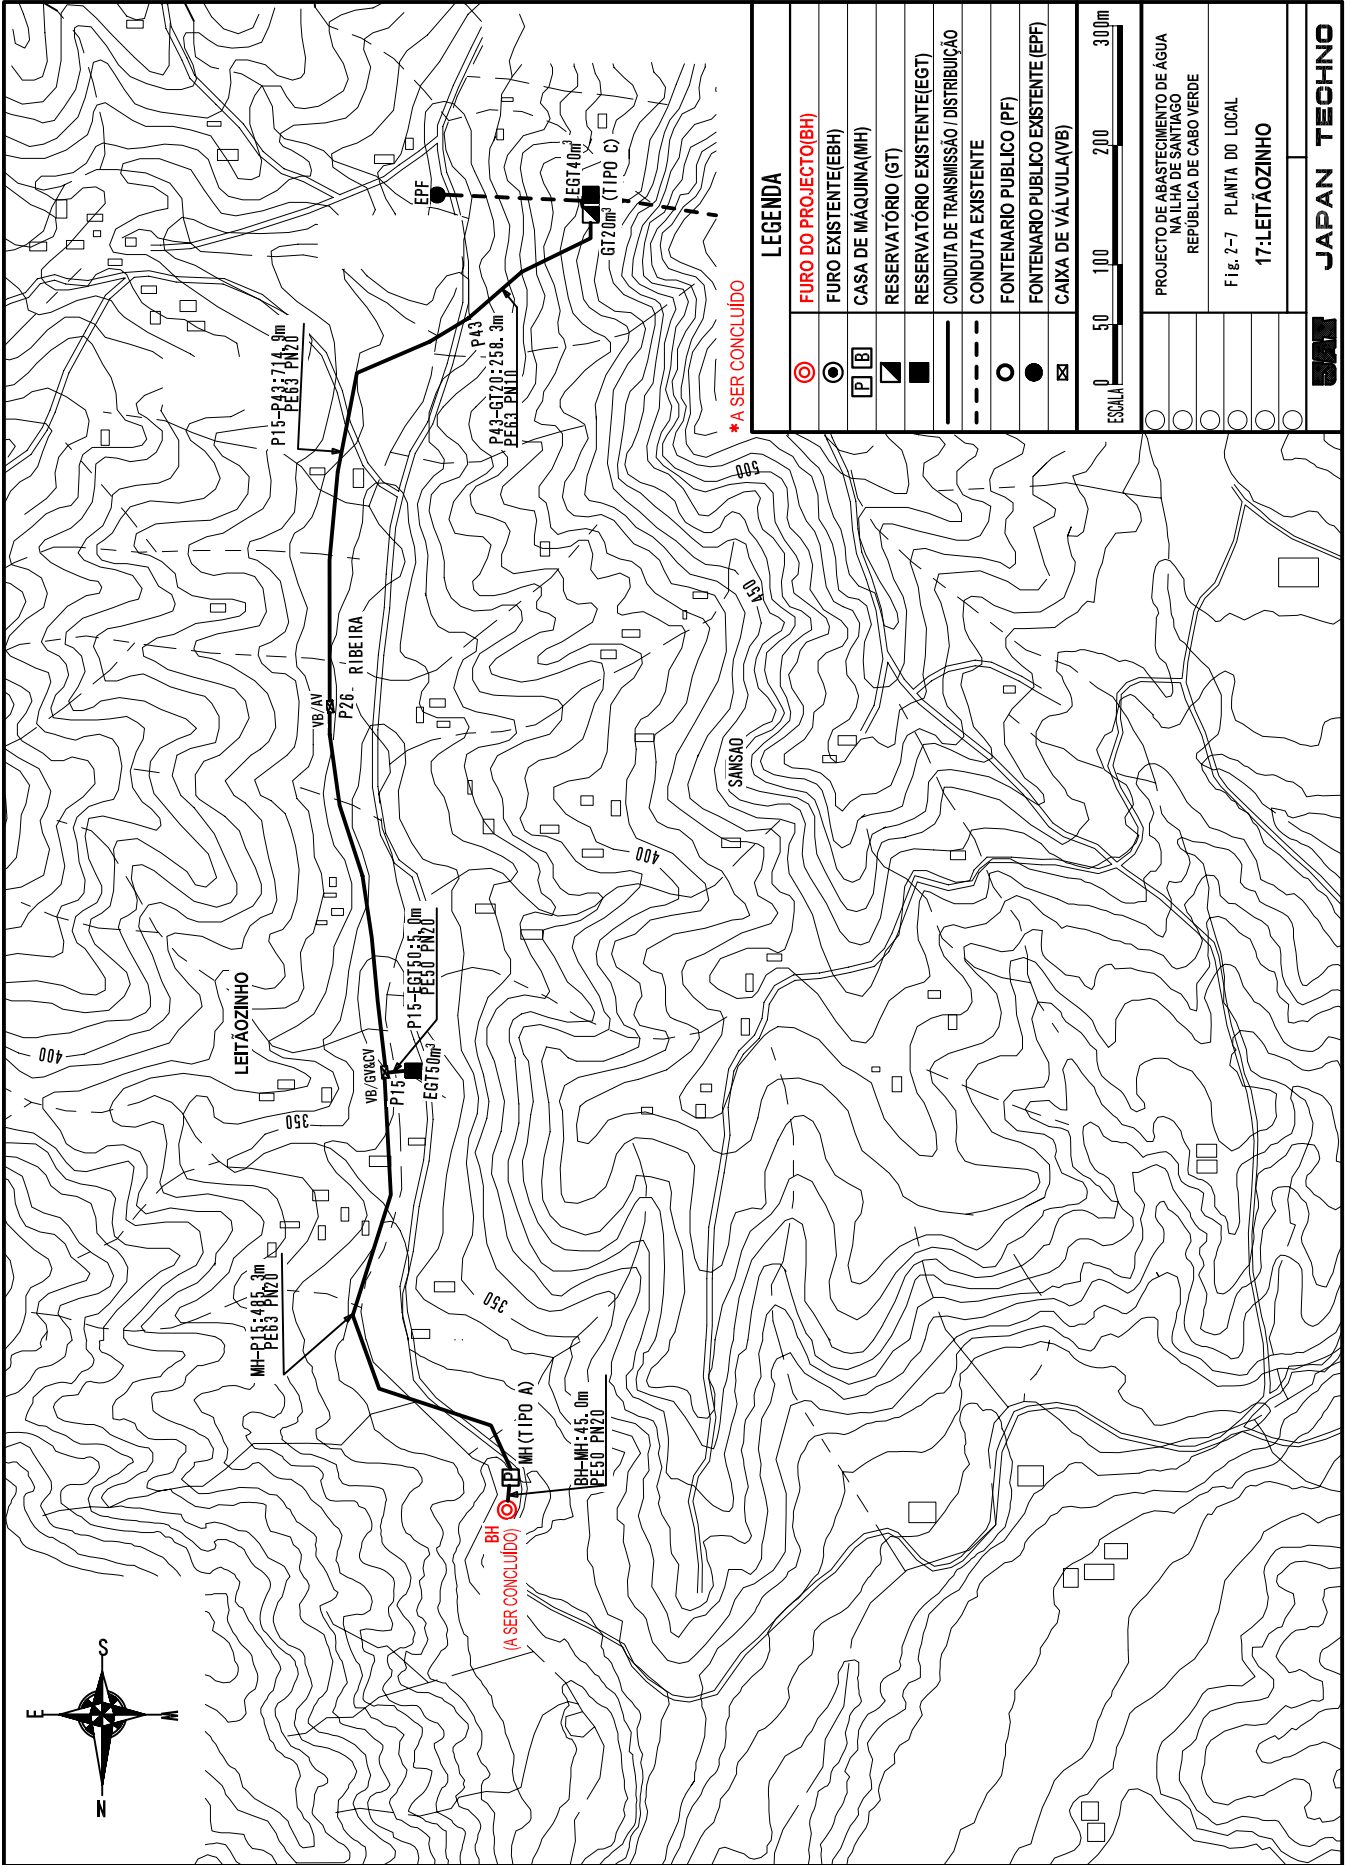 LEGENDA
FURO DO PROJECTO(BH)
FURO EXISTENTE(EBH)
P B
CASA DE MÁQUINA(MH)
RESERVATÓRIO (GT)
RESERVATÓRIO EXISTENTE(EGT)
CONDUTA DE TRANSMISSÃO / DISTRIBUIÇÃO
CONDUTA EXISTENTE
FONTENARIO PUBLICO (PF)
FONTENARIO PUBLICO EXISTENTE (EPF)
CAIXA DE VÁLVULA(VB)
ESCALA
0 50 100 200 300m
PROJECTO DE ABASTECIMENTO DE ÁGUA
NA ILHA DE SANTIAGO
REPÚBLICA DE CABO VERDE
Fig.2-7 PLANTA DO LOCAL
17:LEITÃOZINHO
JAPAN TECHNO
*A SER CONCLUÍDO
N
E
S
W
MH-P15:485.3m
PE63 PN20
BH
(A SER CONCLUÍDO)
P
MH(TIPO A)
BH-MH:45.0m
PE50 PN20
350
350
400
LEITÃOZINHO
VB/GV&CV
P15
EGT50m³
P15-EGT50:5.0m
PE50 PN20
VB/AV
P26
RIBEIRA
SANSAO
400
450
500
P15-P43:714.9m
PE63 PN20
P43
P43-GT20:258.3m
PE63 PN10
EPF
EGT40m³
GT20m³ (TIPO C)